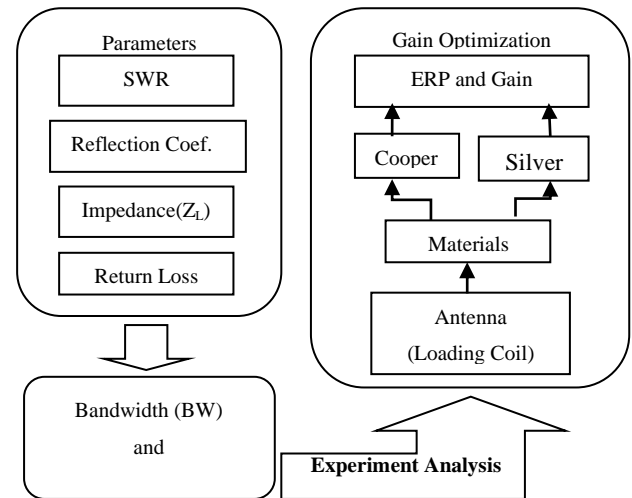 Parameters
SWR
Reflection Coef.
Impedance(ZL)
Return Loss
Bandwidth (BW)
and
Gain Optimization
ERP and Gain
Cooper
Silver
Materials
Antenna
(Loading Coil)
Experiment Analysis